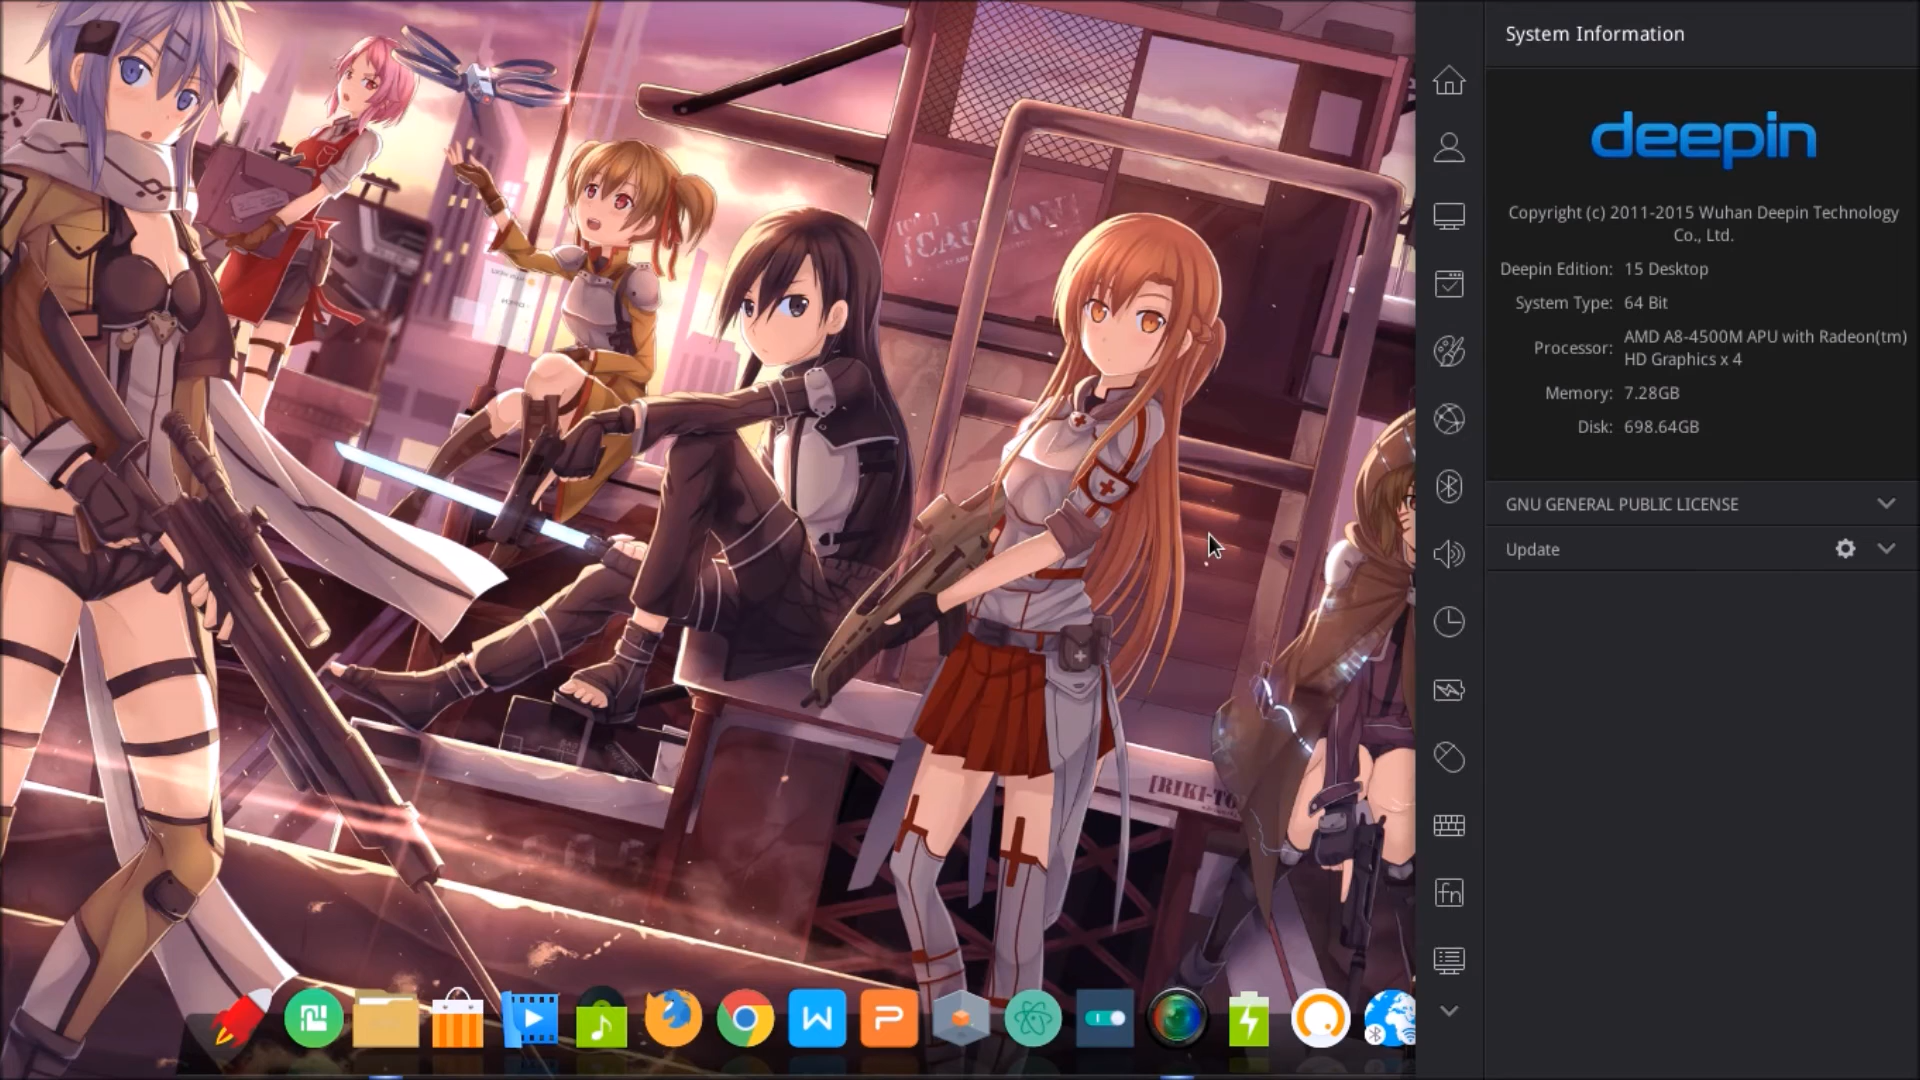 System Information
deepin
Copyright (c) 2011-2015 Wuhan Deepin Technology
Co., Ltd.
Deepin Edition: 15 Desktop
System Type: 64 Bit
Processor: AMD A8-4500M APU with Radeon(tm)
HD Graphics x 4
Memory: 7.28GB
Disk: 698.64GB
GNU GENERAL PUBLIC LICENSE
Update
fn
[CAUTION]
[RIKI-TO
W
P